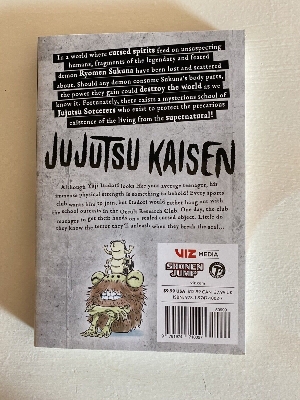 In a world where cursed spirits feed on unsuspecting
humans, fragments of the legendary and feared
demon Ryomen Sukuna have been lost and scattered
about. Should any demon consume Sukuna's body parts,
the power they gain could destroy the world as we
know it. Fortunately, there exists a mysterious school of
Jujutsu Sorcerers who exist to protect the precarious
existence of the living from the supernatural!
JUJUTSU KAISEN
Although Yuji Itadori looks like your average teenager, his
immense physical strength is something to behold! Every sports
club wants him to join, but Itadori would rather hang out with
the school outcasts in the Occult Research Club. One day, the club
manages to get their hands on a sealed cursed object. Little do
they know the terror they'll unleash when they break the seal...
VIZ
MEDIA
SHONEN
JUMP
$9.99 USA